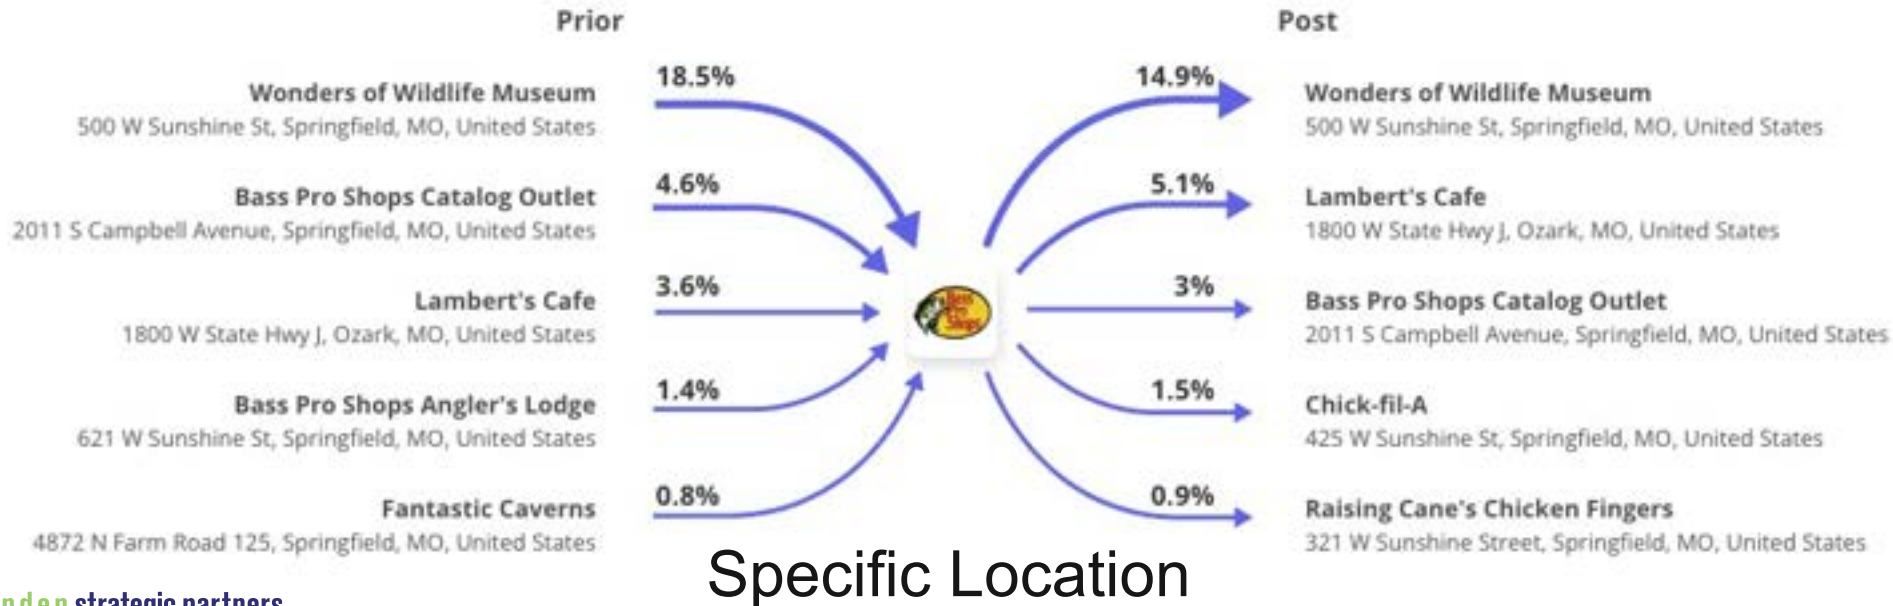 Prior
Post
18.5%
Wonders of Wildlife Museum
500 W Sunshine St, Springfield, MO, United States
4.6%
Bass Pro Shops Catalog Outlet
2011 S Campbell Avenue, Springfield, MO, United States
3.6%
Lambert's Cafe
1800 W State Hwy J, Ozark, MO, United States
1.4%
Bass Pro Shops Angler's Lodge
621 W Sunshine St, Springfield, MO, United States
0.8%
Fantastic Caverns
4872 N Farm Road 125, Springfield, MO, United States
Bass
Pro
Shops
14.9%
Wonders of Wildlife Museum
500 W Sunshine St, Springfield, MO, United States
5.1%
Lambert's Cafe
1800 W State Hwy J, Ozark, MO, United States
3%
Bass Pro Shops Catalog Outlet
2011 S Campbell Avenue, Springfield, MO, United States
1.5%
Chick-fil-A
425 W Sunshine St, Springfield, MO, United States
0.9%
Raising Cane's Chicken Fingers
321 W Sunshine Street, Springfield, MO, United States
Specific Location
strategic partners